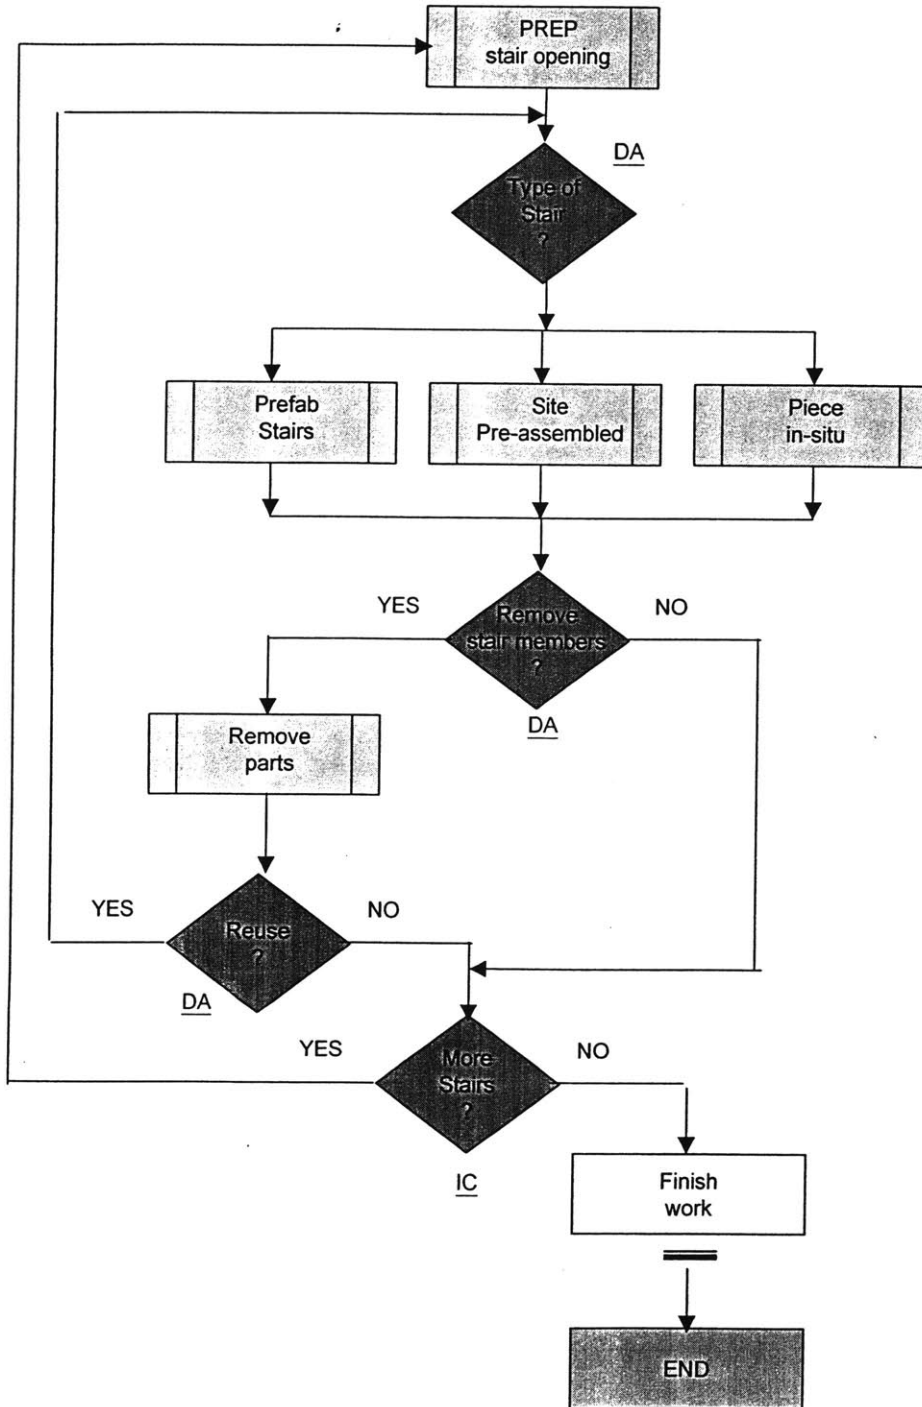 PREP
stair opening
DA
Type of
Stair
?
Prefab
Stairs
Site
Pre-assembled
Piece
in-situ
YES
Remove
stair members
?
NO
DA
Remove
parts
YES
Reuse
?
NO
DA
YES
More
Stairs
?
NO
IC
Finish
work
END